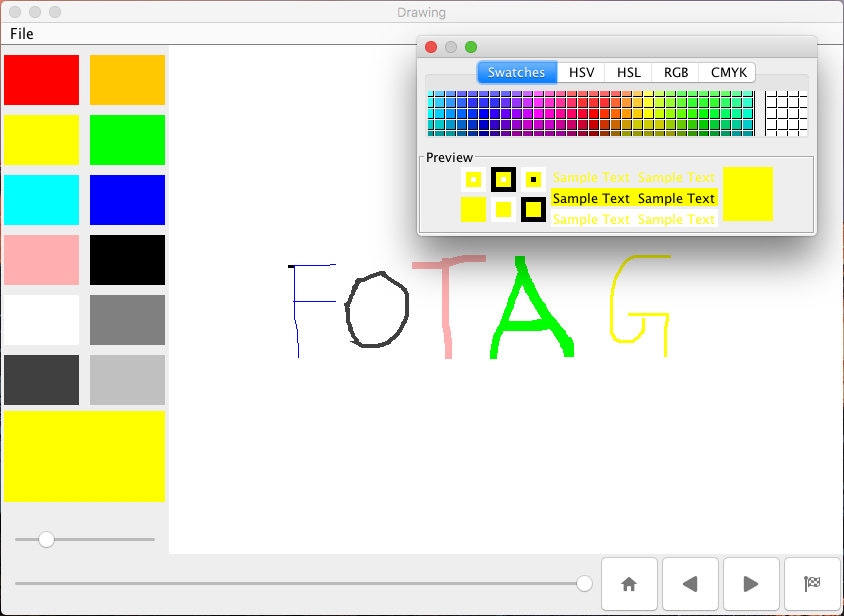 Drawing
File
Swatches HSV HSL RGB CMYK
Preview
Sample Text Sample Text
Sample Text Sample Text
Sample Text Sample Text
FOTAG